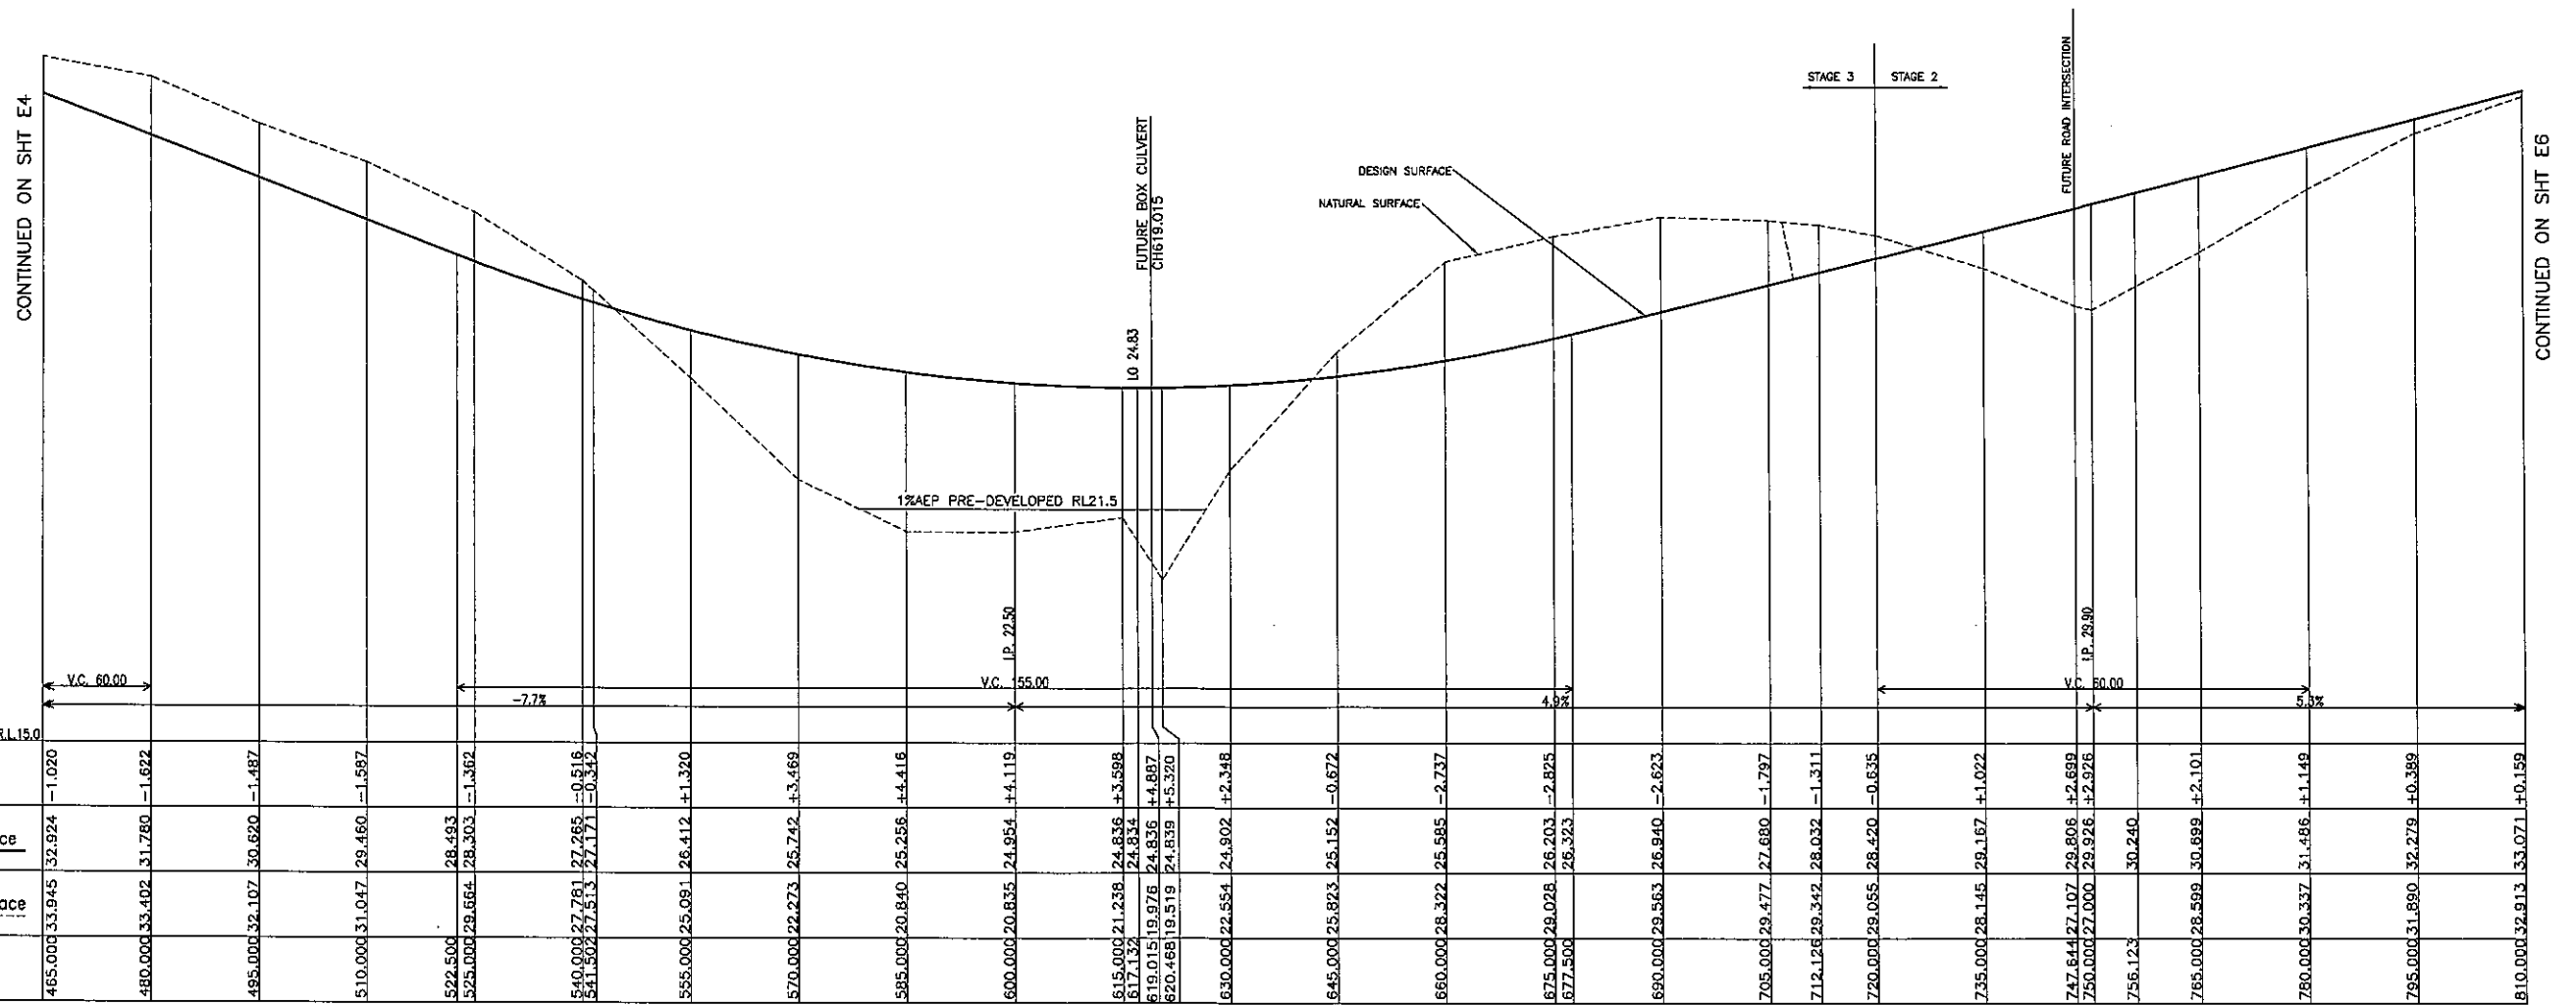 CONTINUED ON SHT E4
FUTURE BOX CULVERT
CH619.015
LO 24.83
STAGE 3
STAGE 2
FUTURE ROAD INTERSECTION
DESIGN SURFACE
NATURAL SURFACE
CONTINUED ON SHT E6
1%AEP PRE-DEVELOPED RL21.5
I.P. 22.50
I.P. 29.90
V.C. 60.00
V.C. 155.00
V.C. 60.00
-7.7%
4.9%
5.3%
R.L.15.0
-1.020 -1.622 -1.487 -1.587 -1.362 -0.516 -0.342 +1.320 +3.469 +4.416 +4.119 +3.598 +4.887 +5.320 +2.348 -0.672 -2.737 -2.825 -2.623 -1.797 -1.311 -0.635 +1.022 +2.699 +2.926 +2.101 +1.149 +0.389 +0.159
ce 32.924 31.780 30.620 29.460 28.493 28.303 27.265 27.171 26.412 25.742 25.256 24.954 24.836 24.834 24.836 24.839 24.902 25.152 25.585 26.203 26.323 26.940 27.680 28.032 28.420 29.167 29.806 29.926 30.240 30.699 31.486 32.279 33.071
ace 33.945 33.402 32.107 31.047 29.664 27.781 27.513 25.091 22.273 20.840 20.835 21.238 19.976 19.519 22.554 25.823 28.322 29.028 29.563 29.477 29.342 29.055 28.145 27.107 27.000 28.599 30.337 31.890 32.913
465.000 480.000 495.000 510.000 522.500 525.000 540.000 541.502 555.000 570.000 585.000 600.000 615.000 617.132 619.015 620.468 630.000 645.000 660.000 675.000 677.500 690.000 705.000 712.126 720.000 735.000 747.644 750.000 756.123 765.000 780.000 795.000 810.000